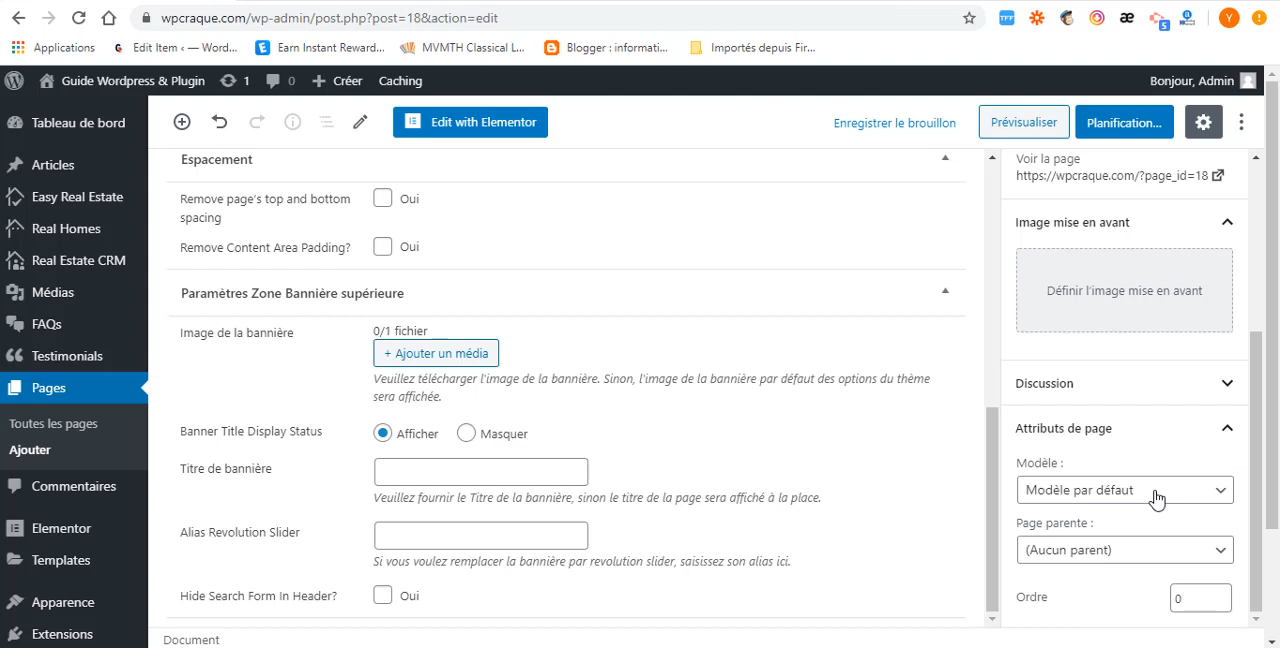 wpcraque.com/wp-admin/post.php?post=18&action=edit
TFF
æ
5
Y
Applications
G Edit Item ‹ — Word...
E Earn Instant Rewar...
MVMTH Classical L...
Blogger : informati...
Importés depuis Fir...
Guide Wordpress & Plugin
1
0
Créer
Caching
Bonjour, Admin
Tableau de bord
Articles
Easy Real Estate
Real Homes
Real Estate CRM
Médias
FAQs
Testimonials
Pages
Toutes les pages
Ajouter
Commentaires
Elementor
Templates
Apparence
Extensions
Edit with Elementor
Enregistrer le brouillon
Prévisualiser
Planification...
Espacement
Remove page's top and bottom
spacing
Oui
Remove Content Area Padding?
Oui
Paramètres Zone Bannière supérieure
Image de la bannière
0/1 fichier
+ Ajouter un média
Veuillez télécharger l'image de la bannière. Sinon, l'image de la bannière par défaut des options du thème
sera affichée.
Banner Title Display Status
Afficher
Masquer
Titre de bannière
Veuillez fournir le Titre de la bannière, sinon le titre de la page sera affiché à la place.
Alias Revolution Slider
Si vous voulez remplacer la bannière par revolution slider, saisissez son alias ici.
Hide Search Form In Header?
Oui
Document
Voir la page
https://wpcraque.com/?page_id=18
Image mise en avant
Définir l'image mise en avant
Discussion
Attributs de page
Modèle :
Modèle par défaut
Page parente :
(Aucun parent)
Ordre
0